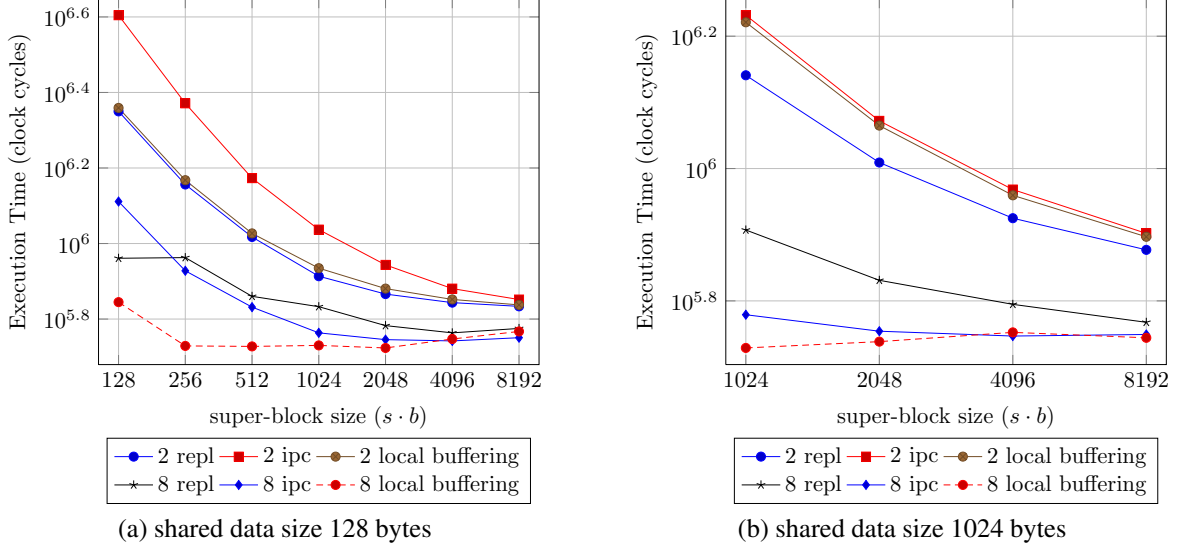 10^6.6
10^6.4
10^6.2
10^6
10^5.8
Execution Time (clock cycles)
128 256 512 1024 2048 4096 8192
super-block size (s · b)
2 repl 2 ipc 2 local buffering
8 repl 8 ipc 8 local buffering
(a) shared data size 128 bytes
10^6.2
10^6
10^5.8
Execution Time (clock cycles)
1024 2048 4096 8192
super-block size (s · b)
2 repl 2 ipc 2 local buffering
8 repl 8 ipc 8 local buffering
(b) shared data size 1024 bytes